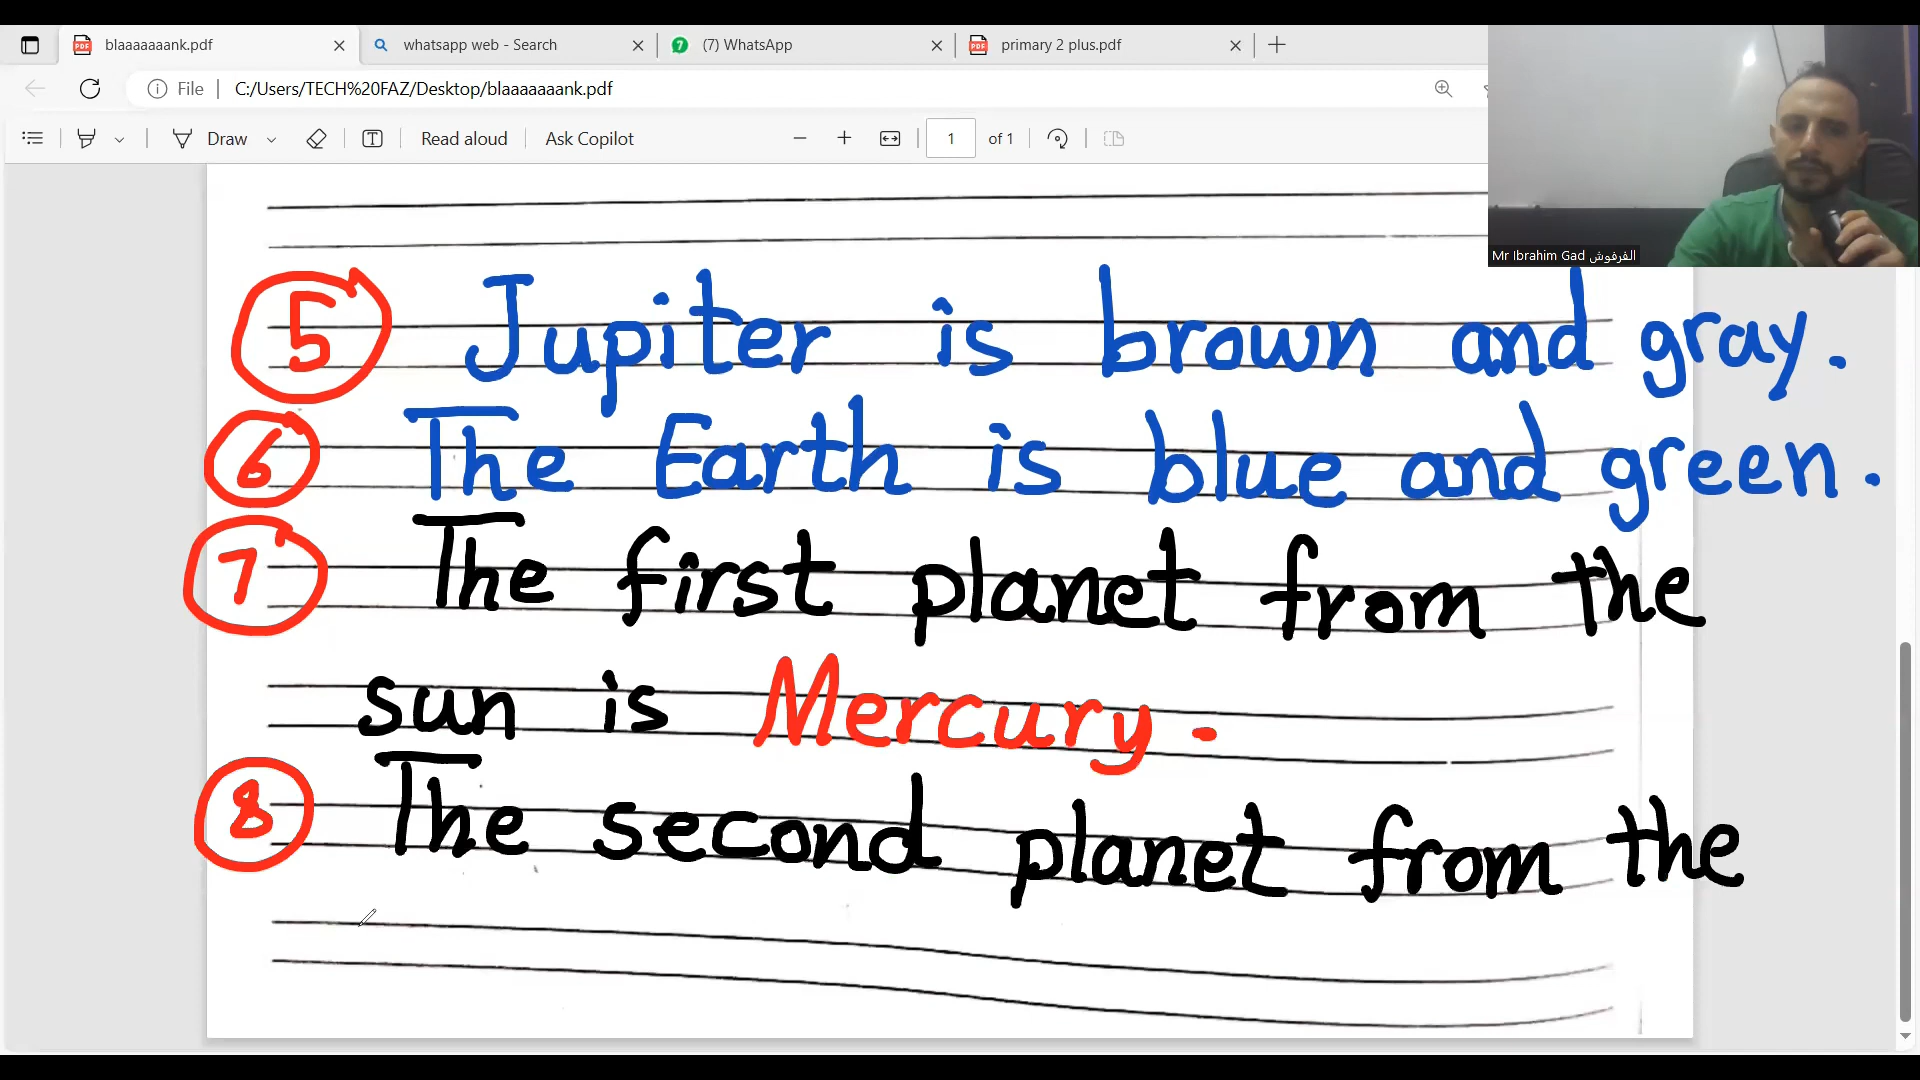 blaaaaaaank.pdf
whatsapp web - Search
(7) WhatsApp
primary 2 plus.pdf
File
C:/Users/TECH%20FAZ/Desktop/blaaaaaaank.pdf
Draw
Read aloud
Ask Copilot
1 of 1
Mr Ibrahim Gad القرفوش
5 Jupiter is brown and gray.
6 The Earth is blue and green.
7 The first planet from the
sun is Mercury.
8 The second planet from the